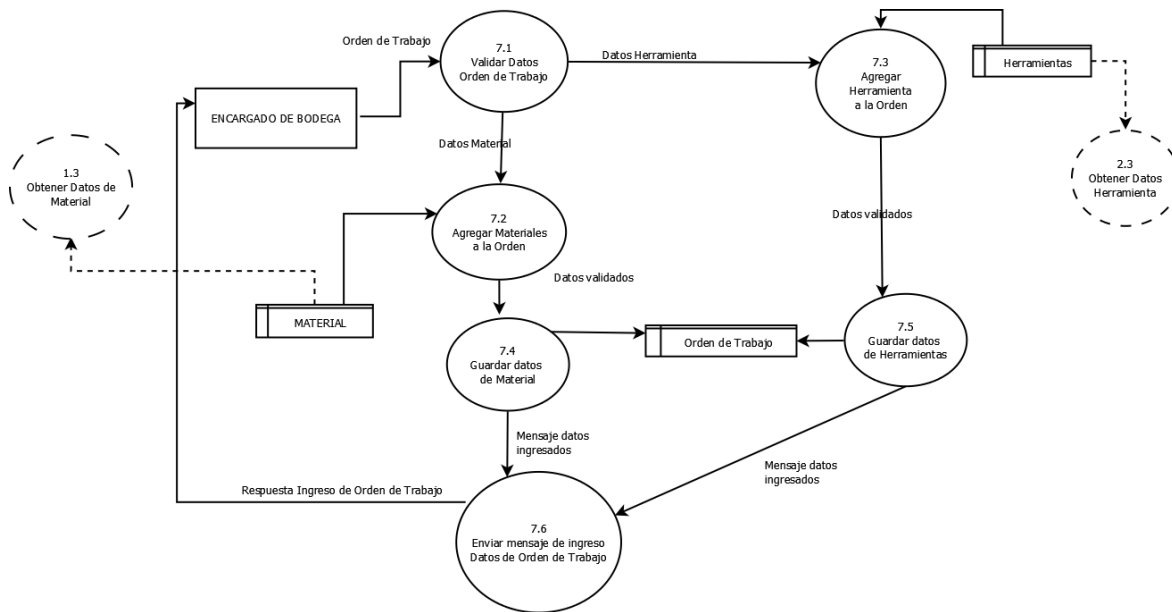 Orden de Trabajo
7.1
Validar Datos
Orden de Trabajo
Datos Herramienta
7.3
Agregar
Herramienta
a la Orden
Herramientas
ENCARGADO DE BODEGA
Datos Material
1.3
Obtener Datos de
Material
2.3
Obtener Datos
Herramienta
7.2
Agregar Materiales
a la Orden
Datos validados
Datos validados
MATERIAL
7.4
Guardar datos
de Material
Orden de Trabajo
7.5
Guardar datos
de Herramientas
Mensaje datos
ingresados
Mensaje datos
ingresados
Respuesta Ingreso de Orden de Trabajo
7.6
Enviar mensaje de ingreso
Datos de Orden de Trabajo